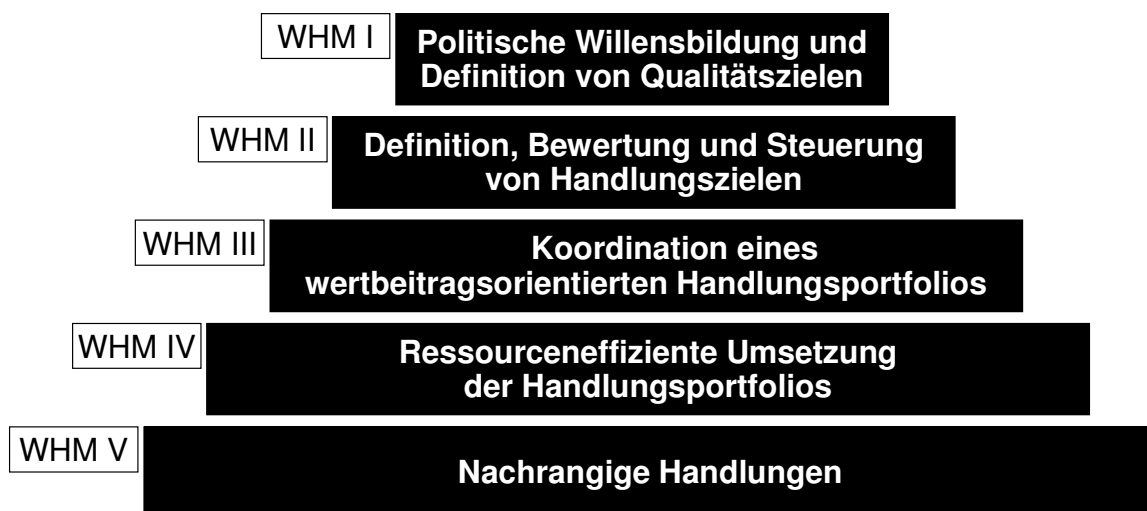 WHM I
Politische Willensbildung und
Definition von Qualitätszielen
WHM II
Definition, Bewertung und Steuerung
von Handlungszielen
WHM III
Koordination eines
wertbeitragsorientierten Handlungsportfolios
WHM IV
Ressourceneffiziente Umsetzung
der Handlungsportfolios
WHM V
Nachrangige Handlungen